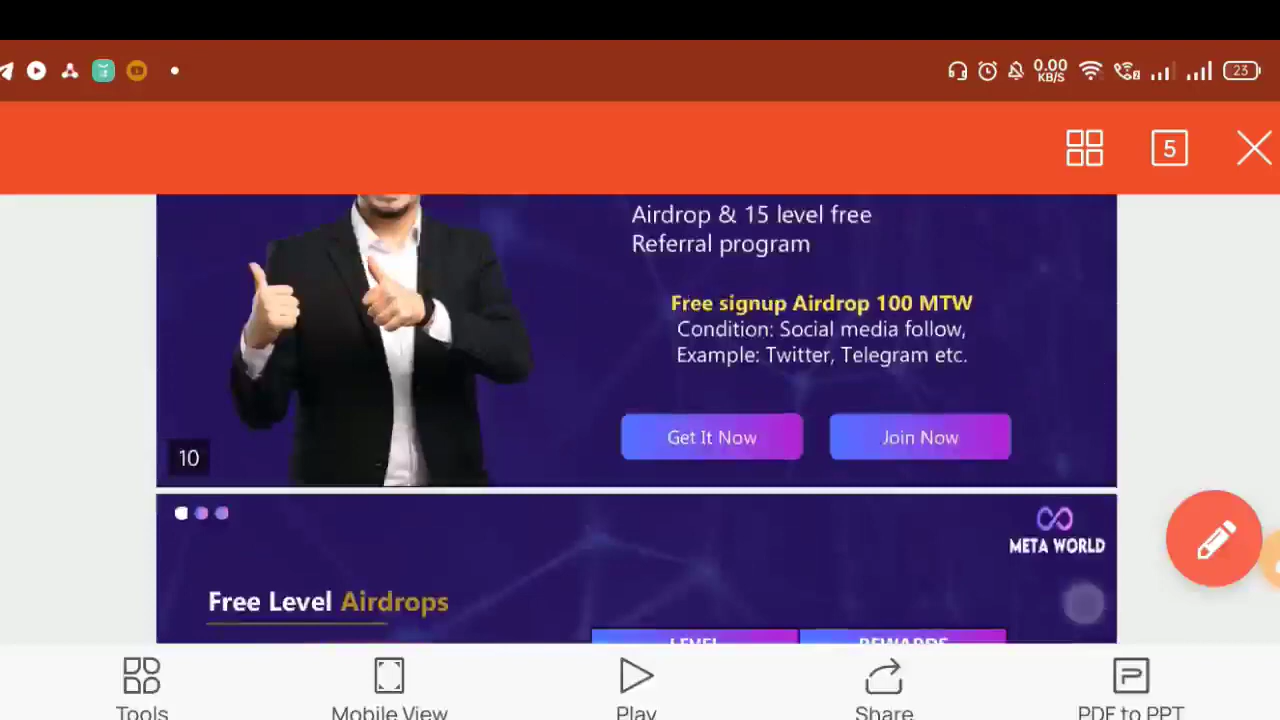 0.00
KB/S
23
5
Airdrop & 15 level free
Referral program
Free signup Airdrop 100 MTW
Condition: Social media follow,
Example: Twitter, Telegram etc.
Get It Now
Join Now
10
META WORLD
Free Level Airdrops
LEVEL
REWARDS
Tools
Mobile View
Play
Share
PDF to PPT